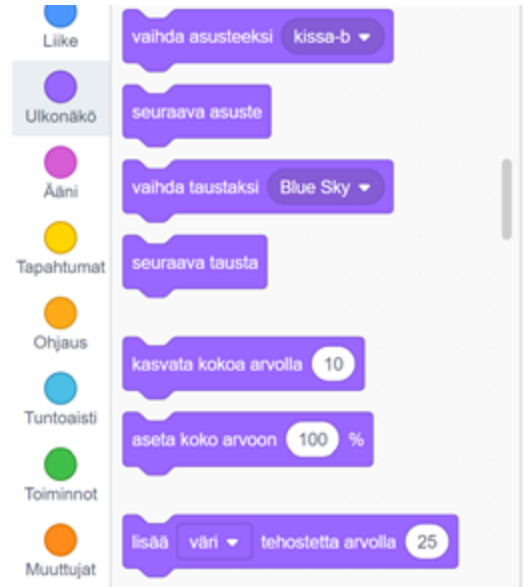 Liike
Ulkonäkö
Ääni
Tapahtumat
Ohjaus
Tuntoaisti
Toiminnot
Muuttujat
vaihda asusteeksi kissa-b
seuraava asuste
vaihda taustaksi Blue Sky
seuraava tausta
kasvata kokoa arvolla 10
aseta koko arvoon 100 %
lisää väri tehostetta arvolla 25